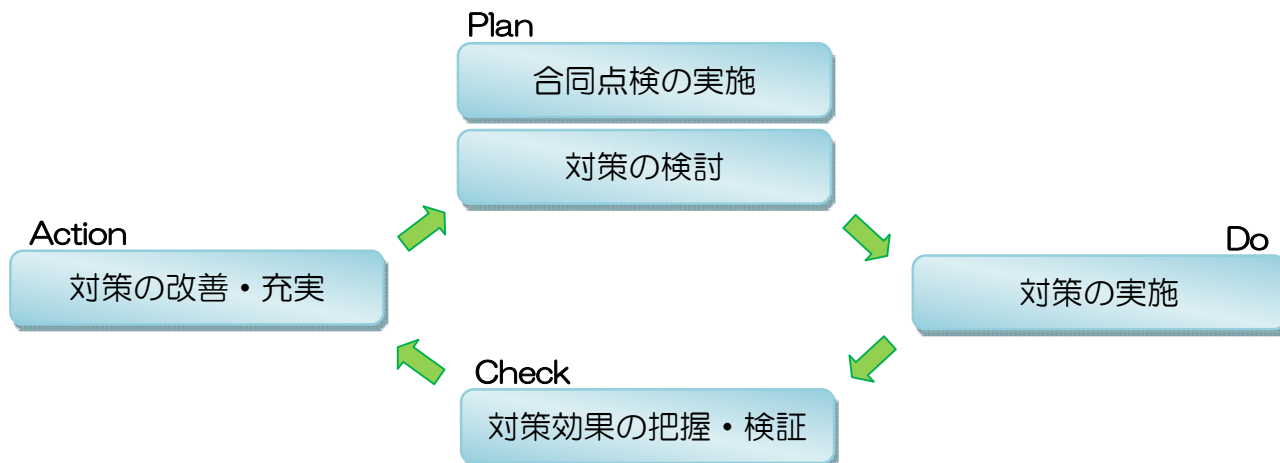 Plan
合同点検の実施
対策の検討
Action
対策の改善・充実
Do
対策の実施
Check
対策効果の把握・検証